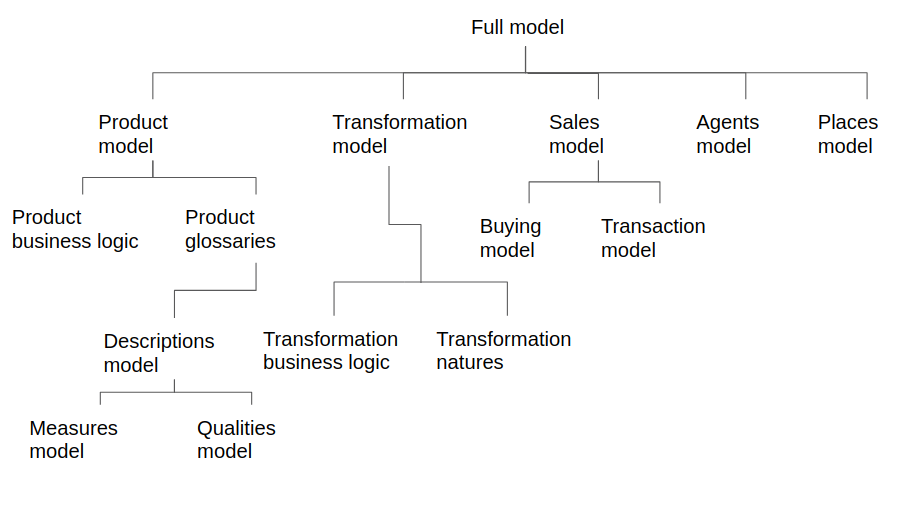 Full model
Product
model
Transformation
model
Sales
model
Agents
model
Places
model
Product
business logic
Product
glossaries
Buying
model
Transaction
model
Descriptions
model
Transformation
business logic
Transformation
natures
Measures
model
Qualities
model